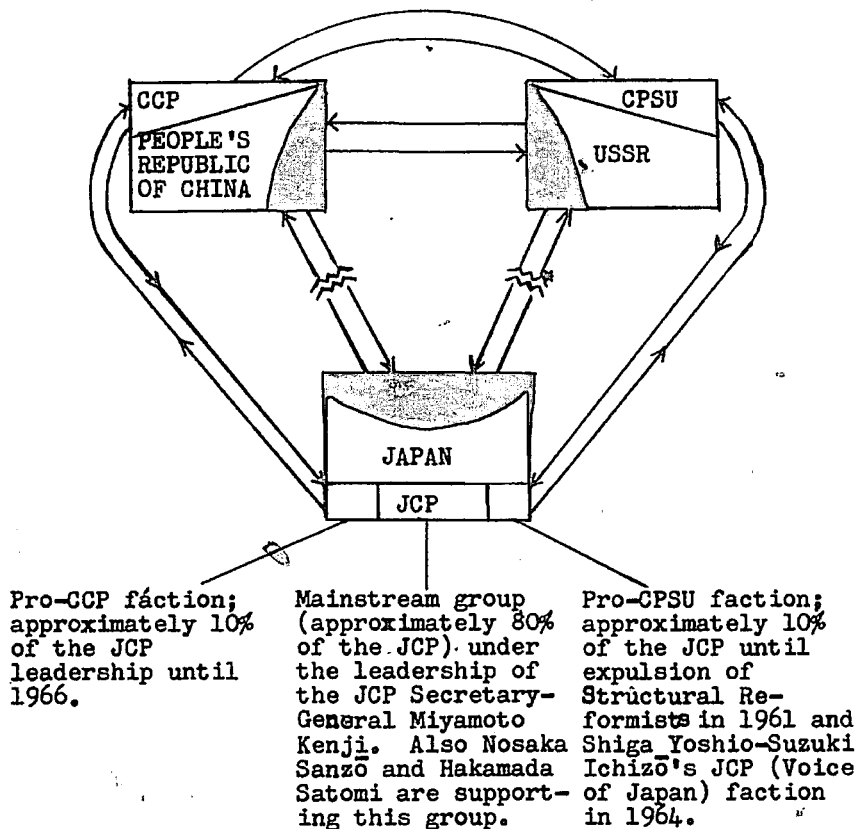 CCP
PEOPLE'S
REPUBLIC
OF CHINA
CPSU
USSR
JAPAN
JCP
Pro-CCP faction;
approximately 10%
of the JCP
leadership until
1966.
Mainstream group
(approximately 80%
of the JCP) under
the leadership of
the JCP Secretary-
General Miyamoto
Kenji. Also Nosaka
Sanzō and Hakamada
Satomi are support-
ing this group.
Pro-CPSU faction;
approximately 10%
of the JCP until
expulsion of
Structural Re-
formists in 1961 and
Shiga Yoshio-Suzuki
Ichizō's JCP (Voice
of Japan) faction
in 1964.